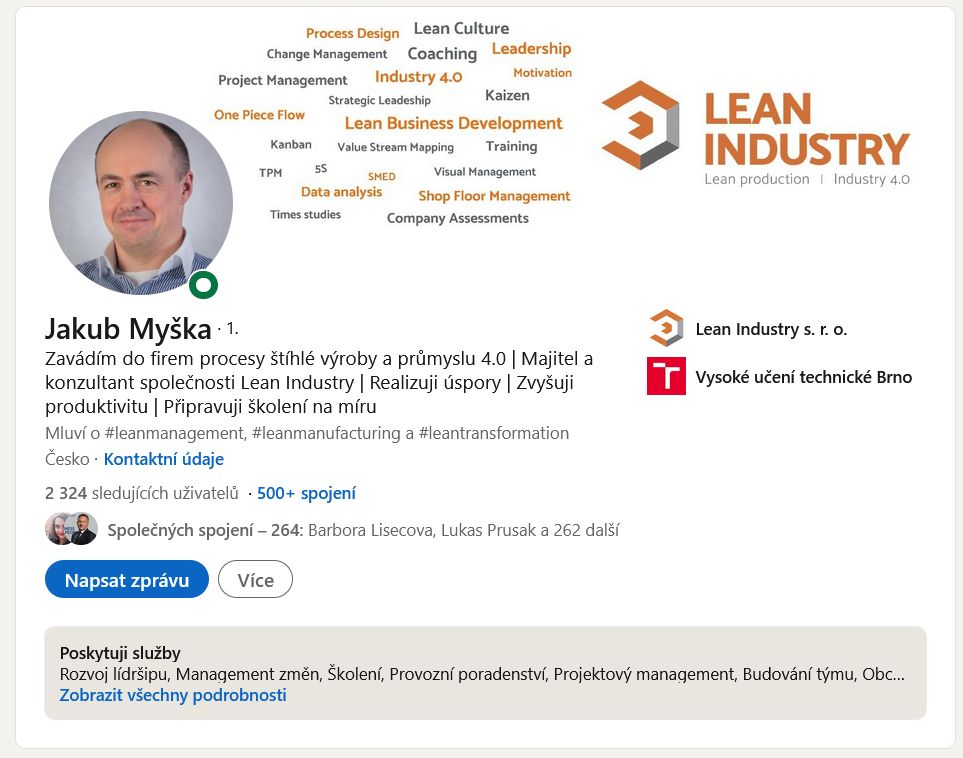 Process Design
Lean Culture
Change Management
Coaching
Leadership
Project Management
Industry 4.0
Motivation
Strategic Leadeship
Kaizen
One Piece Flow
Lean Business Development
Kanban
Value Stream Mapping
Training
TPM
5S
SMED
Visual Management
Data analysis
Shop Floor Management
Times studies
Company Assessments
LEAN
INDUSTRY
Lean production | Industry 4.0
Jakub Myška · 1.
Zavádím do firem procesy štíhlé výroby a průmyslu 4.0 | Majitel a
konzultant společnosti Lean Industry | Realizuji úspory | Zvyšuji
produktivitu | Připravuji školení na míru
Mluví o #leanmanagement, #leanmanufacturing a #leantransformation
Česko · Kontaktní údaje
2 324 sledujících uživatelů · 500+ spojení
Společných spojení – 264: Barbora Lisecova, Lukas Prusak a 262 další
Napsat zprávu
Více
Lean Industry s. r. o.
Vysoké učení technické Brno
Poskytuji služby
Rozvoj lídršipu, Management změn, Školení, Provozní poradenství, Projektový management, Budování týmu, Obc...
Zobrazit všechny podrobnosti